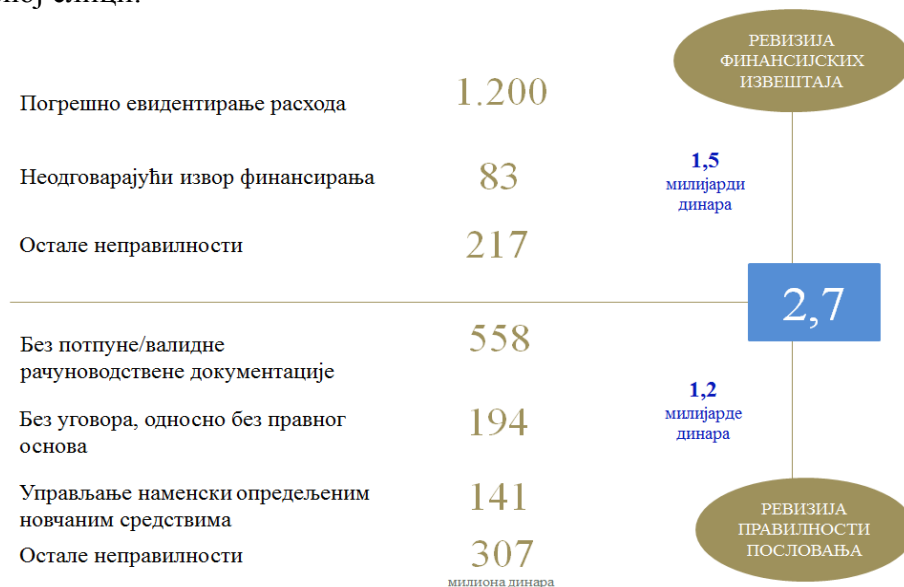 РЕВИЗИЈА
ФИНАНСИЈСКИХ
ИЗВЕШТАЈА
Погрешно евидентирање расхода
1.200
Неодговарајући извор финансирања
83
1,5
милијарди
динара
Остале неправилности
217
2,7
Без потпуне/валидне
рачуноводствене документације
558
Без уговора, односно без правног
основа
194
1,2
милијарде
динара
Управљање наменски опредељеним
новчаним средствима
141
Остале неправилности
307
милиона динара
РЕВИЗИЈА
ПРАВИЛНОСТИ
ПОСЛОВАЊА